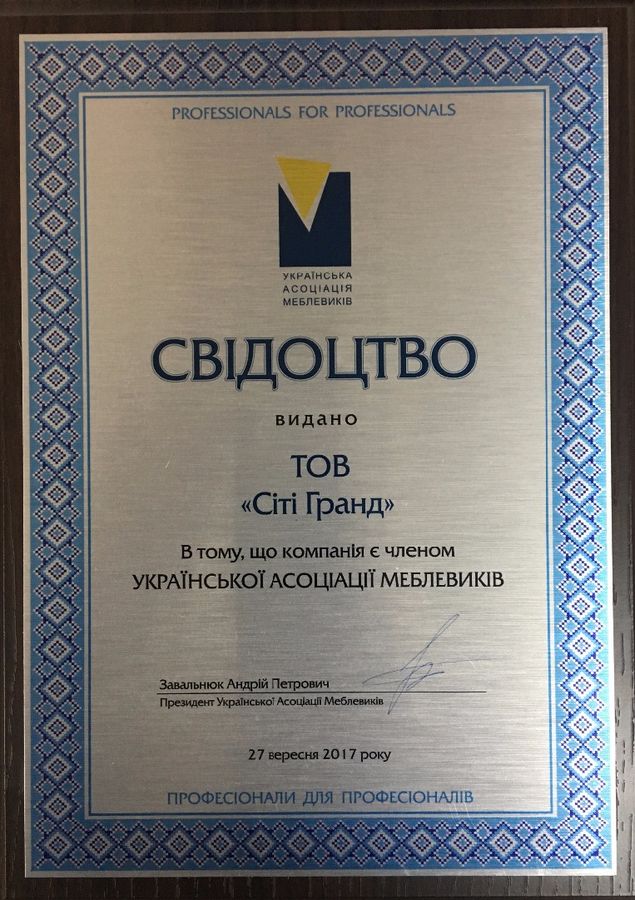 PROFESSIONALS FOR PROFESSIONALS
УКРАЇНСЬКА
АСОЦІАЦІЯ
МЕБЛЕВИКІВ
СВІДОЦТВО
видано
ТОВ
«Сіті Гранд»
В тому, що компанія є членом
УКРАЇНСЬКОЇ АСОЦІАЦІЇ МЕБЛЕВИКІВ
Завальнюк Андрій Петрович
Президент Української Асоціації Меблевиків
27 вересня 2017 року
ПРОФЕСІОНАЛИ ДЛЯ ПРОФЕСІОНАЛІВ